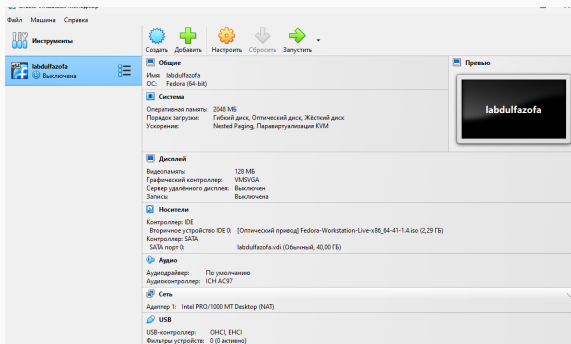 Файл Машина Справка
Инструменты
Создать Добавить Настроить Сбросить Запустить
labdulfazofa
Выключена
Общие
Имя: labdulfazofa
ОС: Fedora (64-bit)
Система
Оперативная память: 2048 МБ
Порядок загрузки: Гибкий диск, Оптический диск, Жёсткий диск
Ускорение: Nested Paging, Паравиртуализация KVM
Превью
labdulfazofa
Дисплей
Видеопамять: 128 МБ
Графический контроллер: VMSVGA
Сервер удалённого дисплея: Выключен
Запись: Выключена
Носители
Контроллер: IDE
Вторичное устройство IDE 0: [Оптический привод] Fedora-Workstation-Live-x86_64-41-1.4.iso (2,29 ГБ)
Контроллер: SATA
SATA порт 0: labdulfazofa.vdi (Обычный, 40,00 ГБ)
Аудио
Аудиодрайвер: По умолчанию
Аудиоконтроллер: ICH AC97
Сеть
Адаптер 1: Intel PRO/1000 MT Desktop (NAT)
USB
USB-контроллер: OHCI, EHCI
Фильтры устройств: 0 (0 активно)